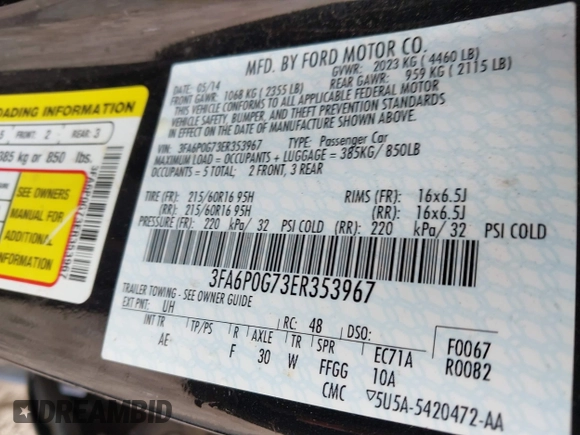 MFD. BY FORD MOTOR CO.
DATE: 05/14 GVWR: 2023 KG ( 4460 LB)
FRONT GAWR: 1068 KG ( 2355 LB) REAR GAWR: 959 KG ( 2115 LB)
THIS VEHICLE CONFORMS TO ALL APPLICABLE FEDERAL MOTOR
VEHICLE SAFETY, BUMPER, AND THEFT PREVENTION STANDARDS
IN EFFECT ON THE DATE OF MANUFACTURE SHOWN ABOVE.
VIN: 3FA6P0G73ER353967 TYPE: Passenger Car
MAXIMUM LOAD = OCCUPANTS + LUGGAGE = 385KG/ 850LB
OCCUPANTS = 5 TOTAL: 2 FRONT, 3 REAR
TIRE (FR): 215/60R16 95H RIMS (FR): 16x6.5J
(RR): 215/60R16 95H (RR): 16x6.5J
PRESSURE (FR): 220 kPa/ 32 PSI COLD (RR): 220 kPa/ 32 PSI COLD
3FA6P0G73ER353967
TRAILER TOWING - SEE OWNER GUIDE
EXT PNT: UH RC: 48 DSO: F0067
R0082
INT TR TP/PS R AXLE TR SPR EC71A
AE F 30 W FFGG 10A
CMC ▽5U5A-5420472-AA
LOADING INFORMATION
5 FRONT: 2 REAR: 3
385 kg or 850 lbs.
SEE OWNERS
MANUAL FOR
ADDITIONAL
INFORMATION
DREAMBID